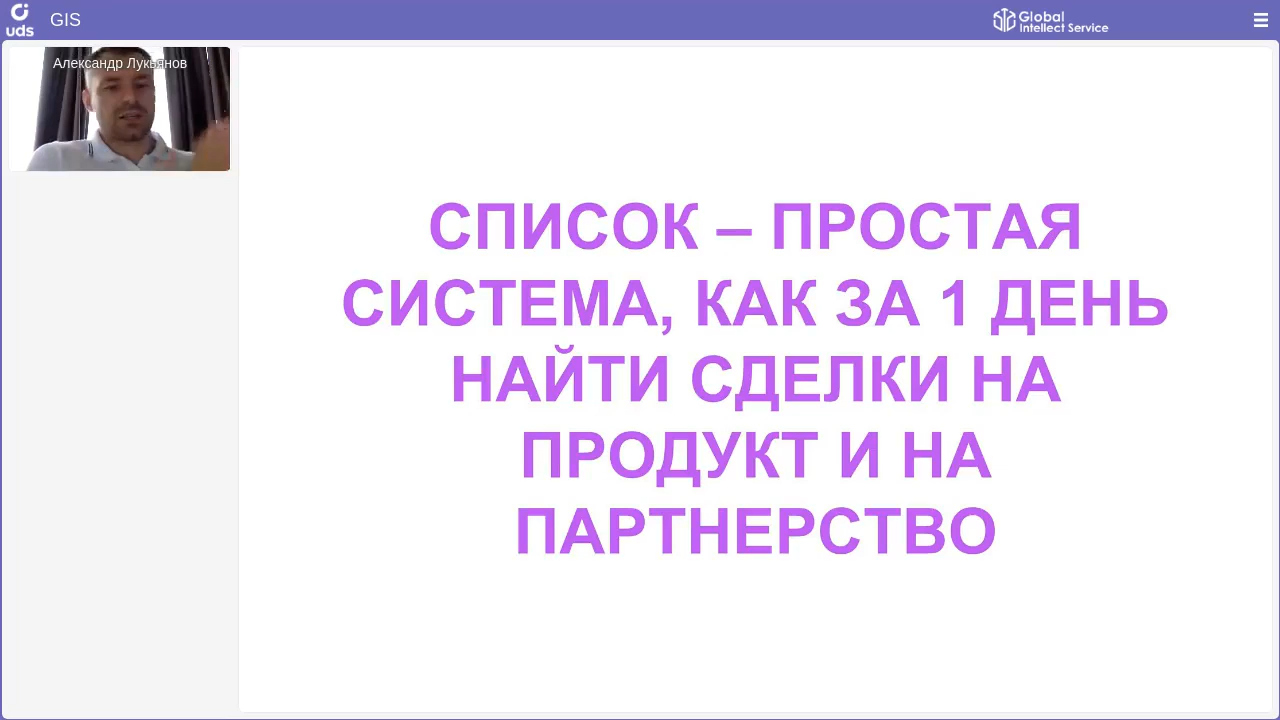 uds
GIS
Global
Intellect Service
Александр Лукьянов
СПИСОК – ПРОСТАЯ
СИСТЕМА, КАК ЗА 1 ДЕНЬ
НАЙТИ СДЕЛКИ НА
ПРОДУКТ И НА
ПАРТНЕРСТВО